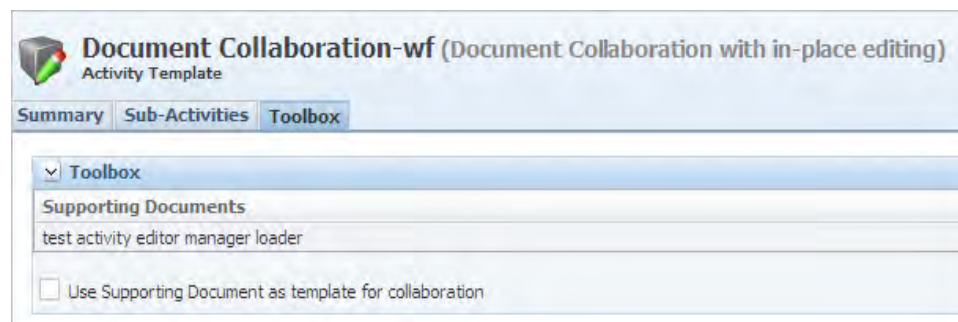 Document Collaboration-wf (Document Collaboration with in-place editing)
Activity Template
Summary Sub-Activities Toolbox
Toolbox
Supporting Documents
test activity editor manager loader
Use Supporting Document as template for collaboration